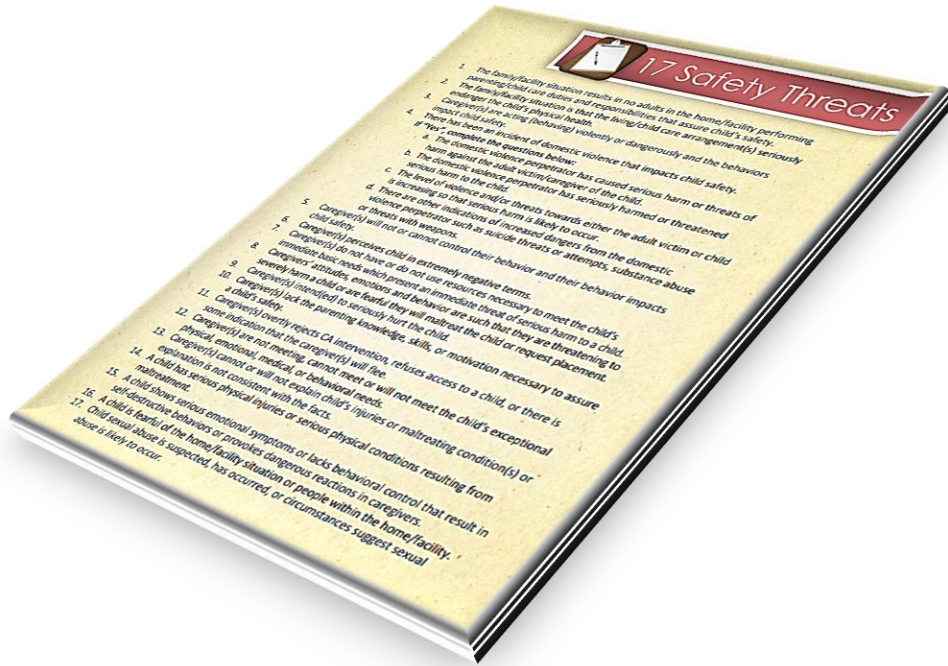 17 Safety Threats
1. The family/facility situation results in no adults in the home/facility performing
parenting/child care duties and responsibilities that assure child's safety.
2. The family/facility situation is that the living/child care arrangement(s) seriously
endanger the child's physical health
3. Caregiver(s) are acting (behaving) violently or dangerously and the behaviors
impact child safety.
4. There has been an incident of domestic violence that impacts child safety.
If "Yes", complete the questions below:
a. The domestic violence perpetrator has caused serious harm or threats of
harm against the adult victim/caregiver of the child.
b. The domestic violence perpetrator has seriously harmed or threatened
serious harm to the child.
c. The level of violence and/or threats towards either the adult victim or child
is increasing so that serious harm is likely to occur.
d. There are other indications of increased dangers from the domestic
violence perpetrator such as suicide threats or attempts, substance abuse
or threats with weapons.
5. Caregiver(s) will not or cannot control their behavior and their behavior impacts
child safety.
6. Caregiver(s) perceives child in extremely negative terms.
7. Caregiver(s) do not have or do not use resources necessary to meet the child's
immediate basic needs which present an immediate threat of serious harm to a child.
8. Caregivers' attitudes, emotions and behavior are such that they are threatening to
severely harm a child or are fearful they will maltreat the child or request placement.
9. Caregiver(s) intend(ed) to seriously hurt the child.
10. Caregiver(s) lack the parenting knowledge, skills, or motivation necessary to assure
a child's safety.
11. Caregiver(s) overtly rejects CA intervention, refuses access to a child, or there is
some indication that the caregiver(s) will flee.
12. Caregiver(s) are not meeting, cannot meet or will not meet the child's exceptional
physical, emotional, medical, or behavioral needs.
13. Caregiver(s) cannot or will not explain child's injuries or maltreating condition(s) or
explanation is not consistent with the facts.
14. A child has serious physical injuries or serious physical conditions resulting from
maltreatment.
15. A child shows serious emotional symptoms or lacks behavioral control that result in
self-destructive behaviors or provokes dangerous reactions in caregivers.
16. A child is fearful of the home/facility situation or people within the home/facility.
17. Child sexual abuse is suspected, has occurred, or circumstances suggest sexual
abuse is likely to occur.